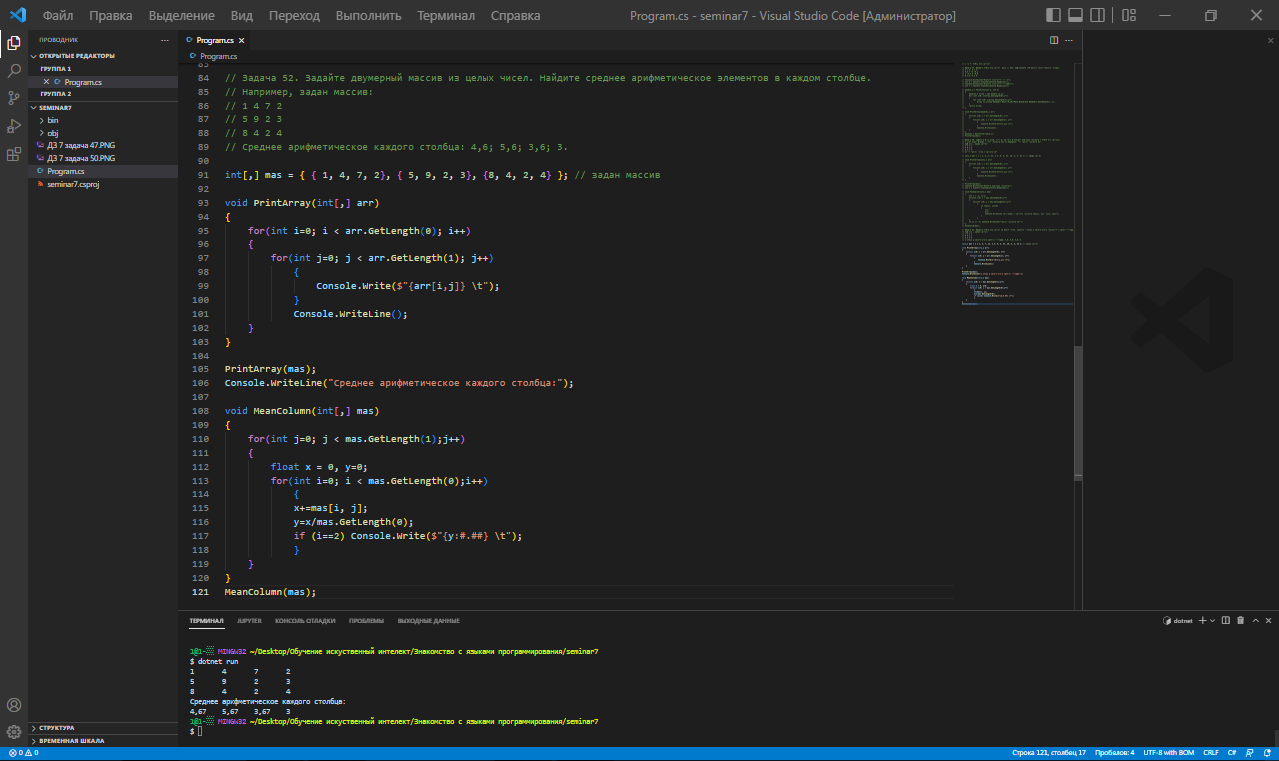 Файл Правка Выделение Вид Переход Выполнить Терминал Справка Program.cs - seminar7 - Visual Studio Code [Администратор]
ПРОВОДНИК
ОТКРЫТЫЕ РЕДАКТОРЫ
ГРУППА 1
Program.cs
ГРУППА 2
SEMINAR7
bin
obj
ДЗ 7 задача 47.PNG
ДЗ 7 задача 50.PNG
Program.cs
seminar7.csproj
СТРУКТУРА
ВРЕМЕННАЯ ШКАЛА
Program.cs
Program.cs
83
84 // Задача 52. Задайте двумерный массив из целых чисел. Найдите среднее арифметическое элементов в каждом столбце.
85 // Например, задан массив:
86 // 1 4 7 2
87 // 5 9 2 3
88 // 8 4 2 4
89 // Среднее арифметическое каждого столбца: 4,6; 5,6; 3,6; 3.
90
91 int[,] mas = { { 1, 4, 7, 2}, { 5, 9, 2, 3}, {8, 4, 2, 4} }; // задан массив
92
93 void PrintArray(int[,] arr)
94 {
95 for(int i=0; i < arr.GetLength(0); i++)
96 {
97 for(int j=0; j < arr.GetLength(1); j++)
98 {
99 Console.Write($"{arr[i,j]} \t");
100 }
101 Console.WriteLine();
102 }
103 }
104
105 PrintArray(mas);
106 Console.WriteLine("Среднее арифметическое каждого столбца:");
107
108 void MeanColumn(int[,] mas)
109 {
110 for(int j=0; j < mas.GetLength(1);j++)
111 {
112 float x = 0, y=0;
113 for(int i=0; i < mas.GetLength(0);i++)
114 {
115 x+=mas[i, j];
116 y=x/mas.GetLength(0);
117 if (i==2) Console.Write($"{y:#.##} \t");
118 }
119 }
120 }
121 MeanColumn(mas);
ТЕРМИНАЛ JUPYTER КОНСОЛЬ ОТЛАДКИ ПРОБЛЕМЫ ВЫХОДНЫЕ ДАННЫЕ dotnet
1@1- MINGW32 ~/Desktop/Обучение искуственный интелект/Знакомство с языками программирования/seminar7
$ dotnet run
1 4 7 2
5 9 2 3
8 4 2 4
Среднее арифметическое каждого столбца:
4,67 5,67 3,67 3
1@1- MINGW32 ~/Desktop/Обучение искуственный интелект/Знакомство с языками программирования/seminar7
$
0 0 Строка 121, столбец 17 Пробелов: 4 UTF-8 with BOM CRLF C#